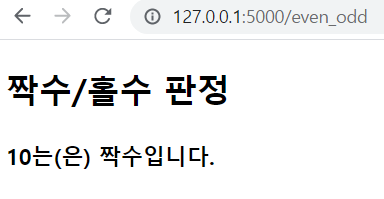 127.0.0.1:5000/even_odd
짝수/홀수 판정
10는(은) 짝수입니다.